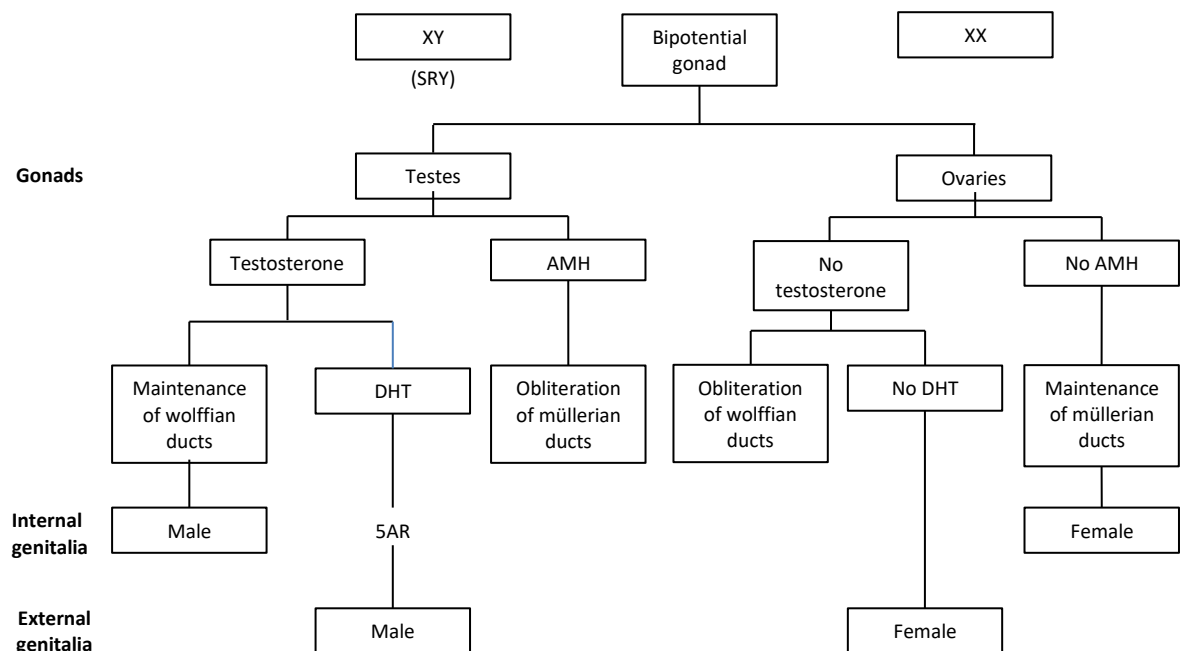 XY
Bipotential
gonad
XX
(SRY)
Gonads
Testes
Ovaries
Testosterone
AMH
No
testosterone
No AMH
Maintenance
of wolffian
ducts
DHT
Obliteration
of müllerian
ducts
Obliteration
of wolffian
ducts
No DHT
Maintenance
of müllerian
ducts
Internal
genitalia
Male
5AR
Female
External
genitalia
Male
Female